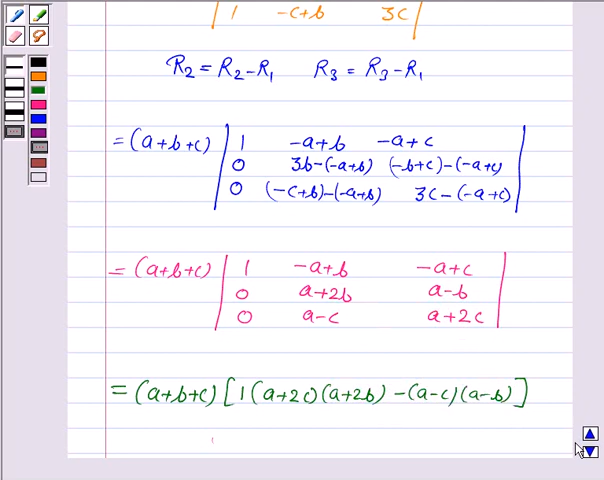 | 1 -c+b 3c |
R₂ = R₂-R₁ R₃ = R₃-R₁
=(a+b+c) | 1 -a+b -a+c |
| 0 3b-(-a+b) (-b+c)-(-a+c) |
| 0 (-c+b)-(-a+b) 3c-(-a+c) |
=(a+b+c) | 1 -a+b -a+c |
| 0 a+2b a-b |
| 0 a-c a+2c |
=(a+b+c)[1(a+2c)(a+2b)-(a-c)(a-b)]